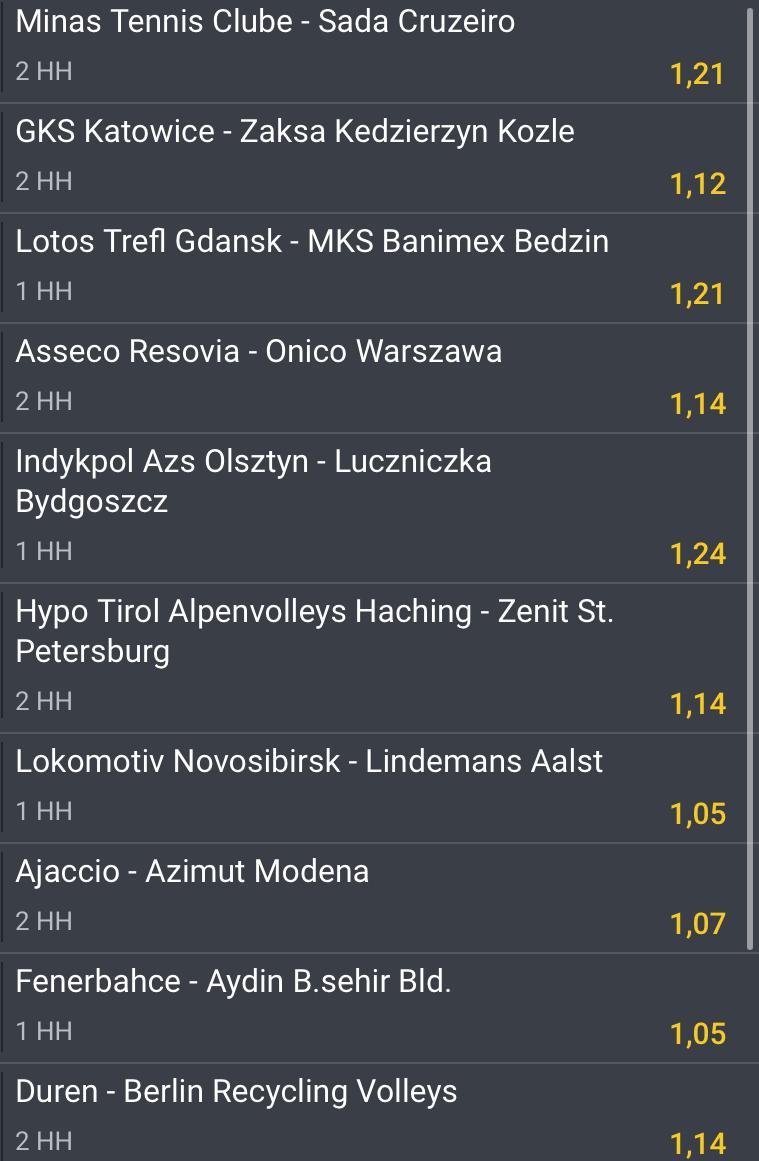 Minas Tennis Clube - Sada Cruzeiro
2 HH 1,21
GKS Katowice - Zaksa Kedzierzyn Kozle
2 HH 1,12
Lotos Trefl Gdansk - MKS Banimex Bedzin
1 HH 1,21
Asseco Resovia - Onico Warszawa
2 HH 1,14
Indykpol Azs Olsztyn - Luczniczka
Bydgoszcz
1 HH 1,24
Hypo Tirol Alpenvolleys Haching - Zenit St.
Petersburg
2 HH 1,14
Lokomotiv Novosibirsk - Lindemans Aalst
1 HH 1,05
Ajaccio - Azimut Modena
2 HH 1,07
Fenerbahce - Aydin B.sehir Bld.
1 HH 1,05
Duren - Berlin Recycling Volleys
2 HH 1,14